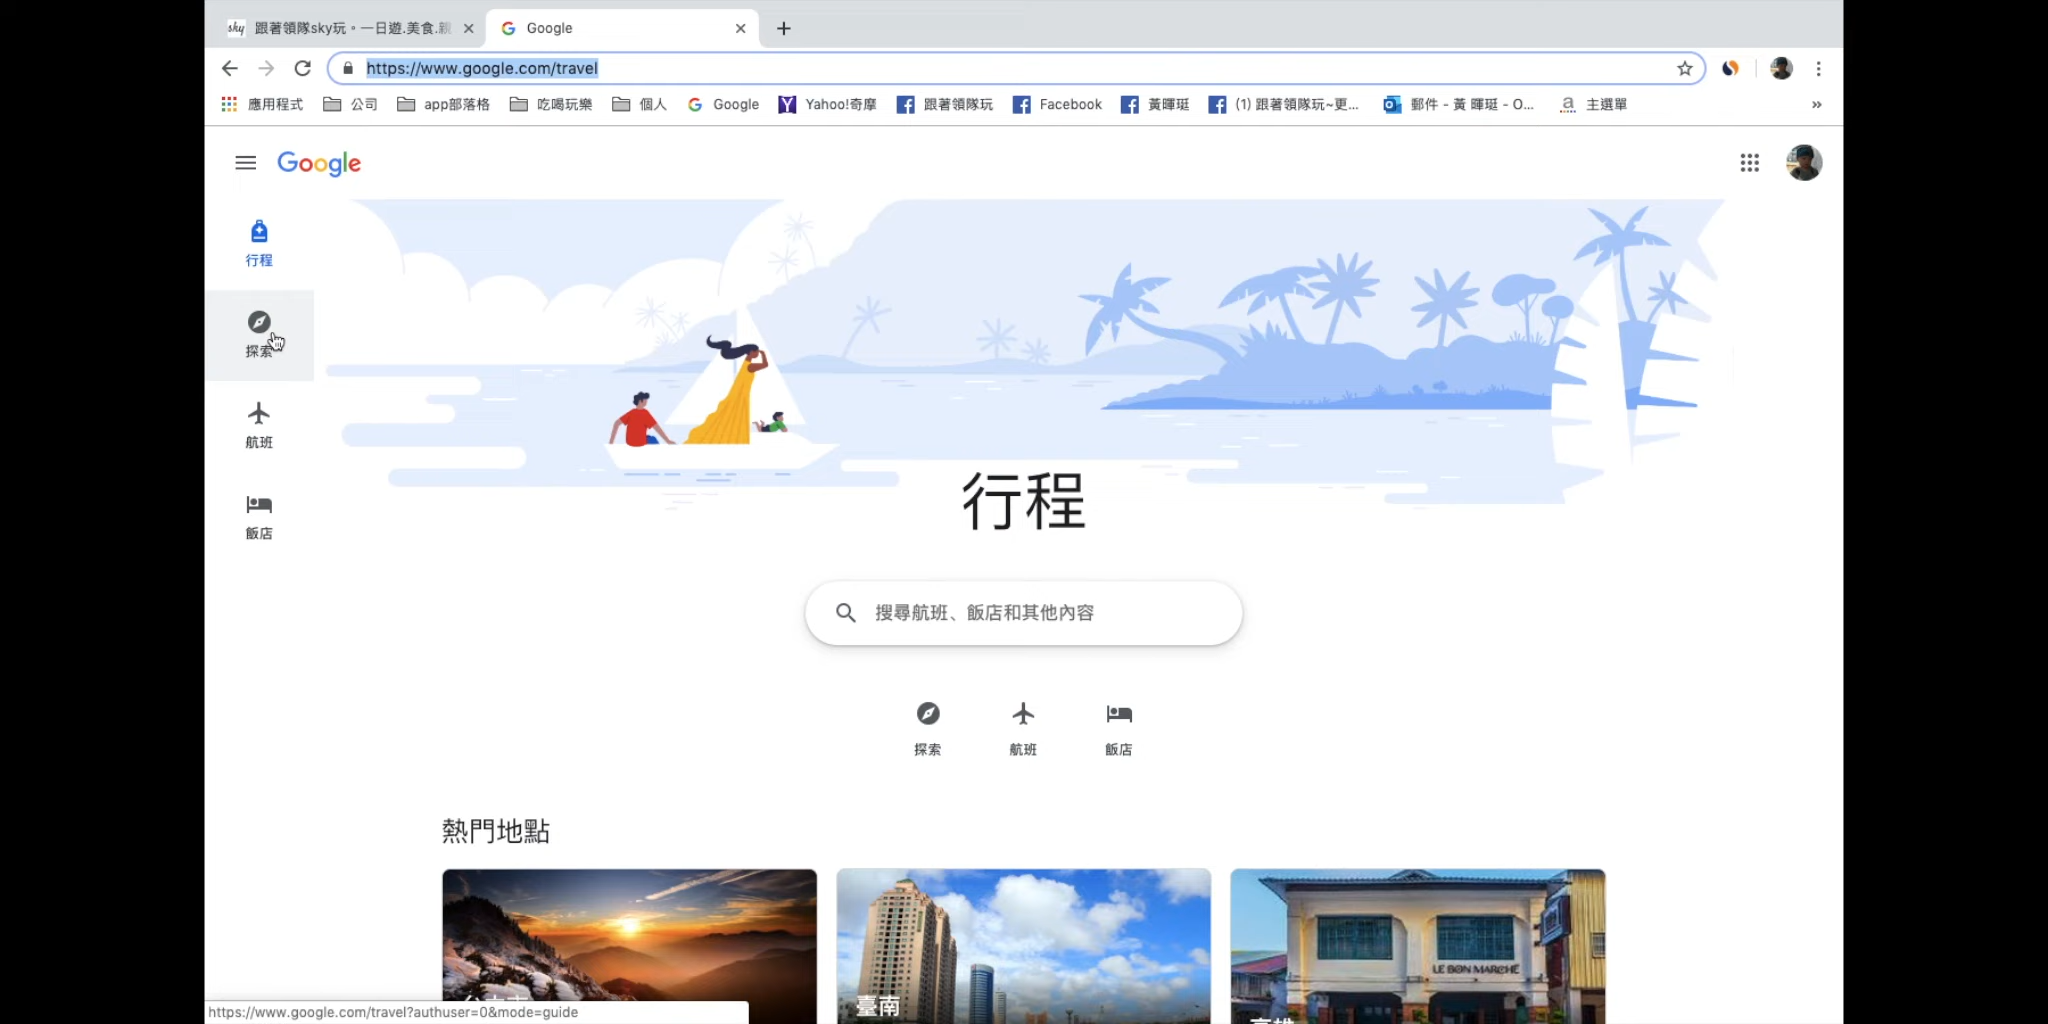 sky 跟著領隊sky玩。一日遊.美食.親
Google
https://www.google.com/travel
應用程式 公司 app部落格 吃喝玩樂 個人 Google Yahoo!奇摩 跟著領隊玩 Facebook 黃暉珽 (1) 跟著領隊玩~更... 郵件 - 黃 暉珽 - O... a 主選單 »
Google
行程
探索
航班
飯店
行程
搜尋航班、飯店和其他內容
探索 航班 飯店
熱門地點
臺南
LE BON MARCHE
https://www.google.com/travel?authuser=0&mode=guide